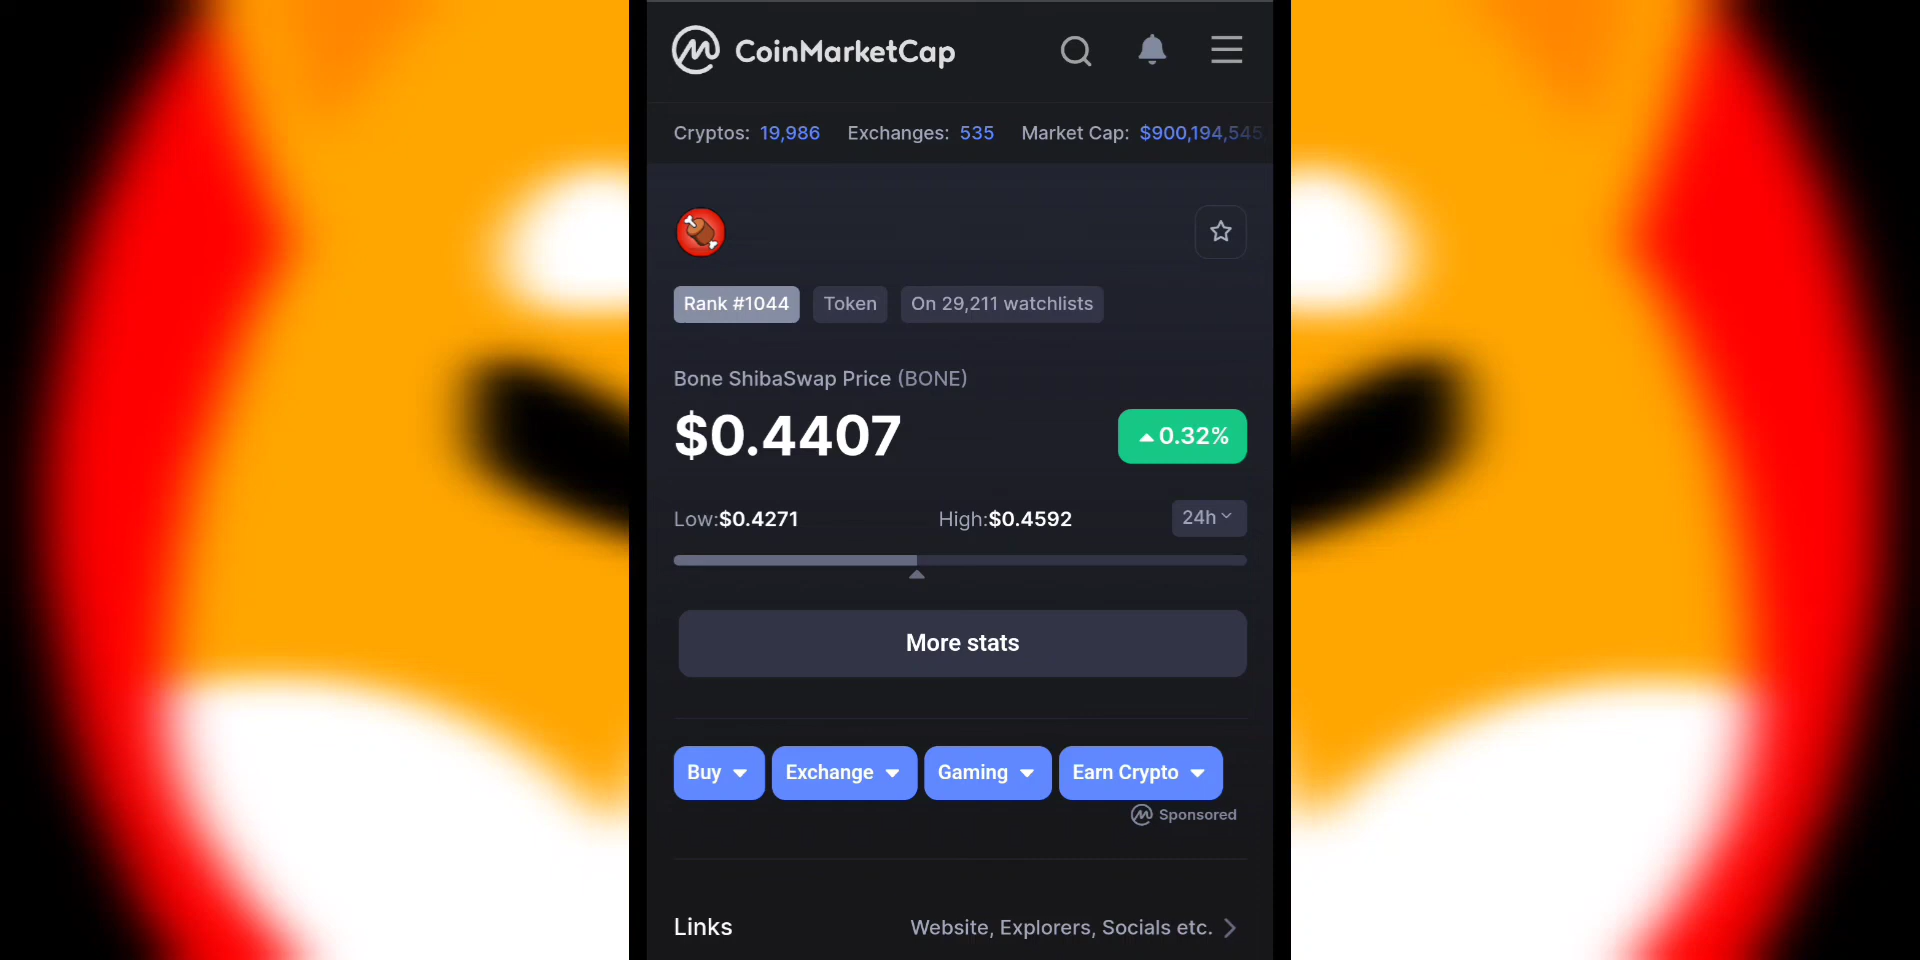 CoinMarketCap
Cryptos: 19,986 Exchanges: 535 Market Cap: $900,194,545
Rank #1044 Token On 29,211 watchlists
Bone ShibaSwap Price (BONE)
$0.4407 0.32%
Low:$0.4271 High:$0.4592 24h
More stats
Buy Exchange Gaming Earn Crypto
Sponsored
Links Website, Explorers, Socials etc.